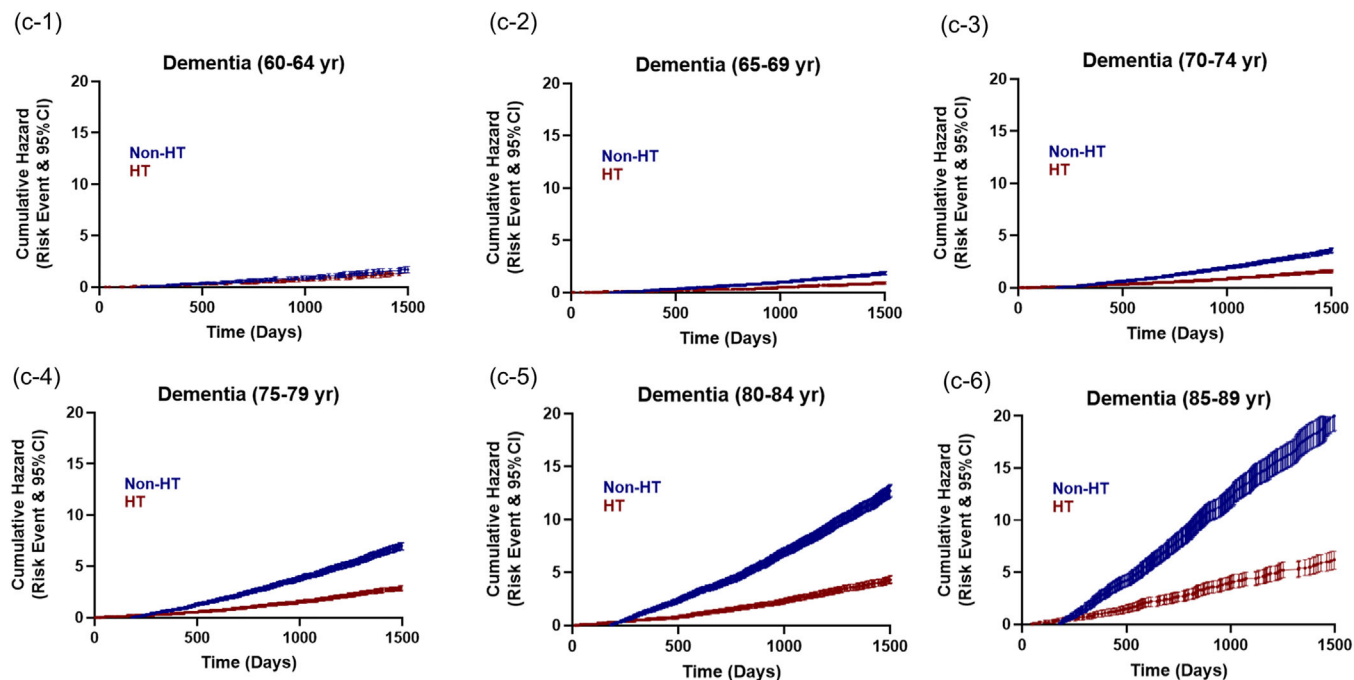 (c-1)
Dementia (60-64 yr)
Cumulative Hazard
(Risk Event & 95%CI)
20
15
10
5
0
Non-HT
HT
0 500 1000 1500
Time (Days)
(c-2)
Dementia (65-69 yr)
Cumulative Hazard
(Risk Event & 95%CI)
20
15
10
5
0
Non-HT
HT
0 500 1000 1500
Time (Days)
(c-3)
Dementia (70-74 yr)
Cumulative Hazard
(Risk Event & 95%CI)
20
15
10
5
0
Non-HT
HT
0 500 1000 1500
Time (Days)
(c-4)
Dementia (75-79 yr)
Cumulative Hazard
(Risk Event & 95%CI)
20
15
10
5
0
Non-HT
HT
0 500 1000 1500
Time (Days)
(c-5)
Dementia (80-84 yr)
Cumulative Hazard
(Risk Event & 95%CI)
20
15
10
5
0
Non-HT
HT
0 500 1000 1500
Time (Days)
(c-6)
Dementia (85-89 yr)
Cumulative Hazard
(Risk Event & 95%CI)
20
15
10
5
0
Non-HT
HT
0 500 1000 1500
Time (Days)